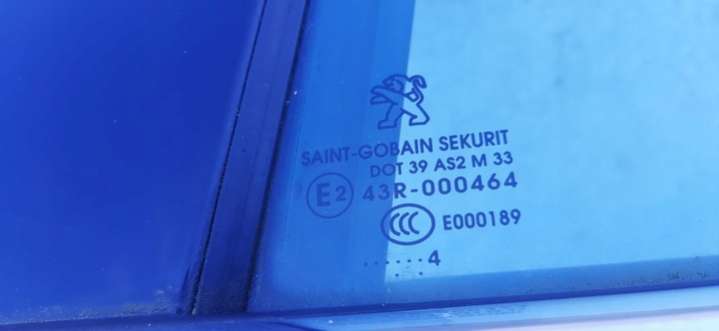 SAINT-GOBAIN SEKURIT
DOT 39 AS2 M 33
E2 43R-000464
CCC E000189
......4
...